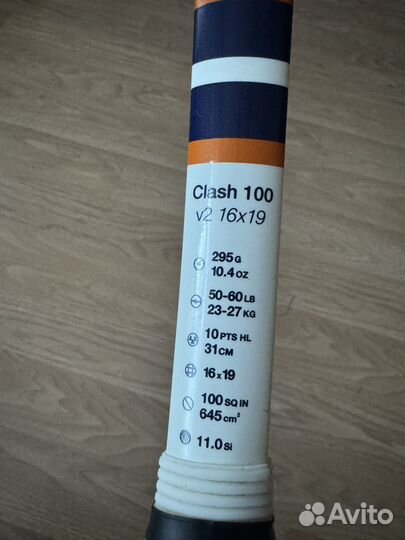 Clash 100
v2 16x19
295G
10.4OZ
50-60LB
23-27KG
10PTS HL
31CM
16x19
100SQ IN
645cm²
11.0Si
Avito